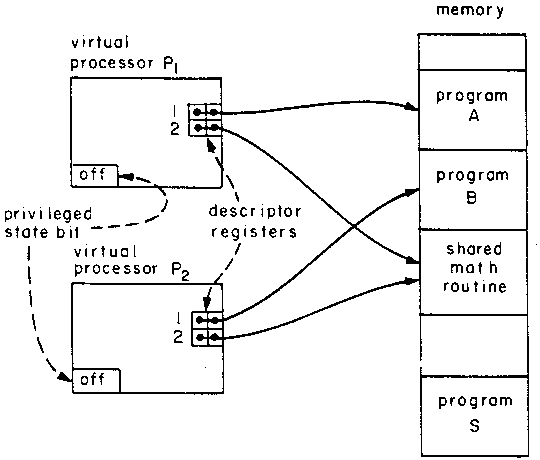 memory
virtual
processor P1
1
2
off
program
A
program
B
privileged
state bit
descriptor
registers
shared
math
routine
virtual
processor P2
1
2
off
program
S